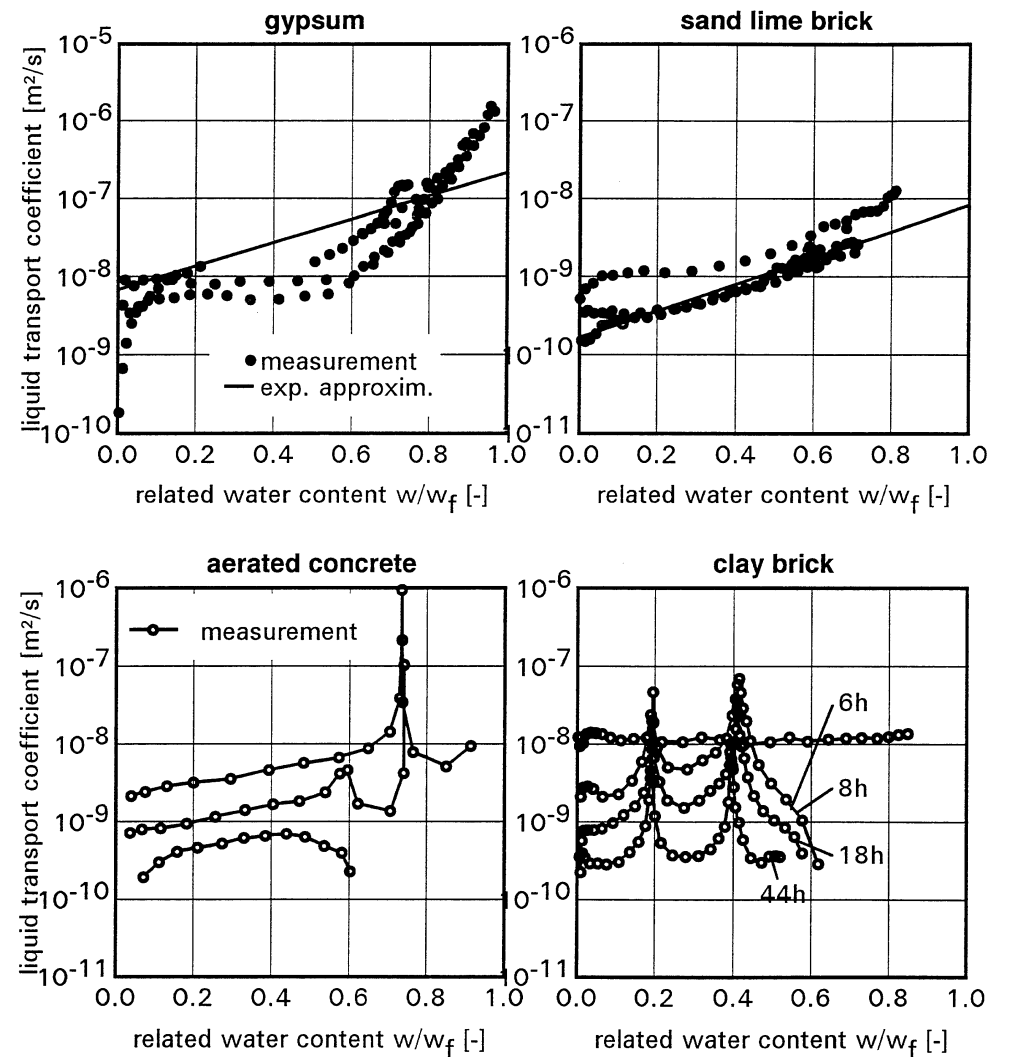 gypsum
sand lime brick
liquid transport coefficient [m²/s]
10⁻⁵
10⁻⁶
10⁻⁷
10⁻⁸
10⁻⁹
10⁻¹⁰
measurement
exp. approxim.
0.0 0.2 0.4 0.6 0.8 1.0
related water content w/w_f [-]
10⁻⁶
10⁻⁷
10⁻⁸
10⁻⁹
10⁻¹⁰
10⁻¹¹
0.0 0.2 0.4 0.6 0.8 1.0
related water content w/w_f [-]
aerated concrete
clay brick
liquid transport coefficient [m²/s]
10⁻⁶
10⁻⁷
10⁻⁸
10⁻⁹
10⁻¹⁰
10⁻¹¹
measurement
0.0 0.2 0.4 0.6 0.8 1.0
related water content w/w_f [-]
10⁻⁶
10⁻⁷
10⁻⁸
10⁻⁹
10⁻¹⁰
10⁻¹¹
6h
8h
18h
44h
0.0 0.2 0.4 0.6 0.8 1.0
related water content w/w_f [-]